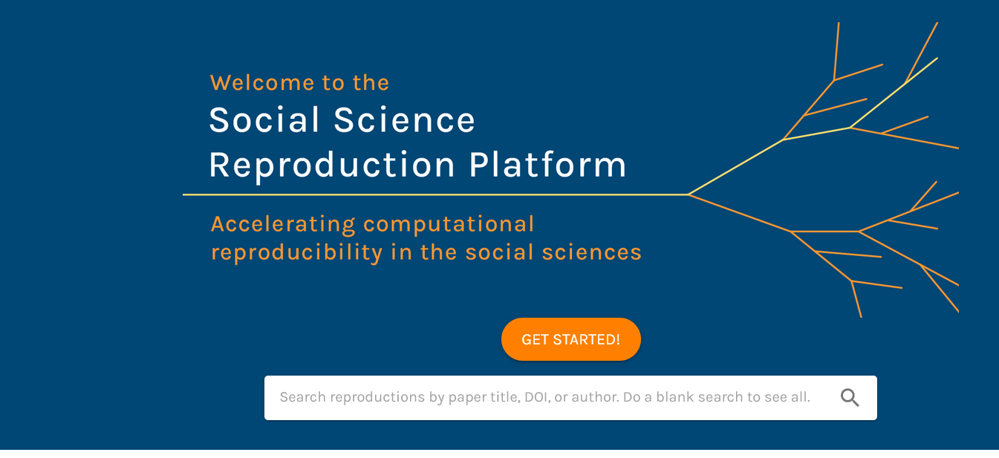 Welcome to the
Social Science
Reproduction Platform
Accelerating computational
reproducibility in the social sciences
GET STARTED!
Search reproductions by paper title, DOI, or author. Do a blank search to see all.